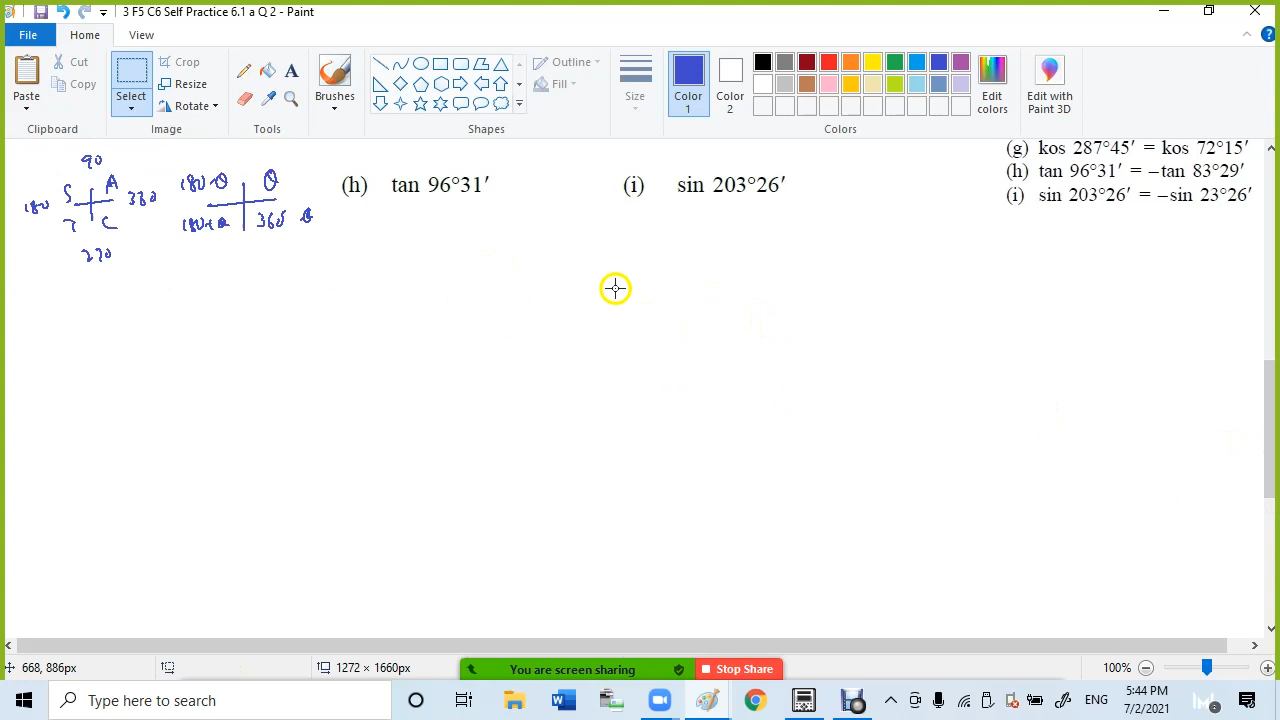 3 F5 C6 Self Practice 6.1 a Q 2 - Paint
File Home View
Paste
Select
Cut
Copy
Crop
Resize
Rotate
Brushes
Outline
Fill
Size
Color 1
Color 2
Edit colors
Edit with Paint 3D
Clipboard Image Tools Shapes Colors
90
S A
180 360
T C
270
180-θ θ
180+θ 360 θ
(h) tan 96°31′
(i) sin 203°26′
(g) kos 287°45′ = kos 72°15′
(h) tan 96°31′ = −tan 83°29′
(i) sin 203°26′ = −sin 23°26′
668, 886px
1272 × 1660px
You are screen sharing
Stop Share
100%
Type here to search
ENG
5:44 PM
7/2/2021